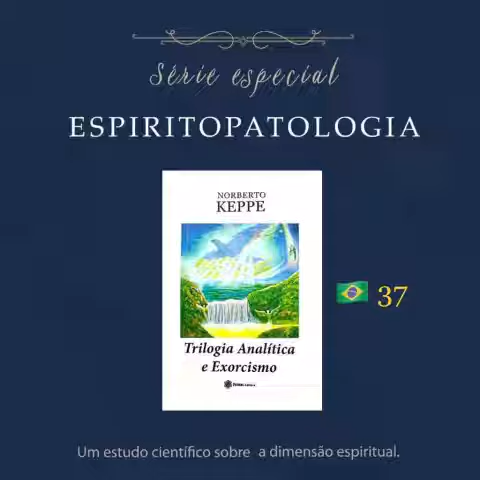 Série especial
ESPIRITOPATOLOGIA
NORBERTO
KEPPE
37
Trilogia Analítica
e Exorcismo
Um estudo científico sobre a dimensão espiritual.